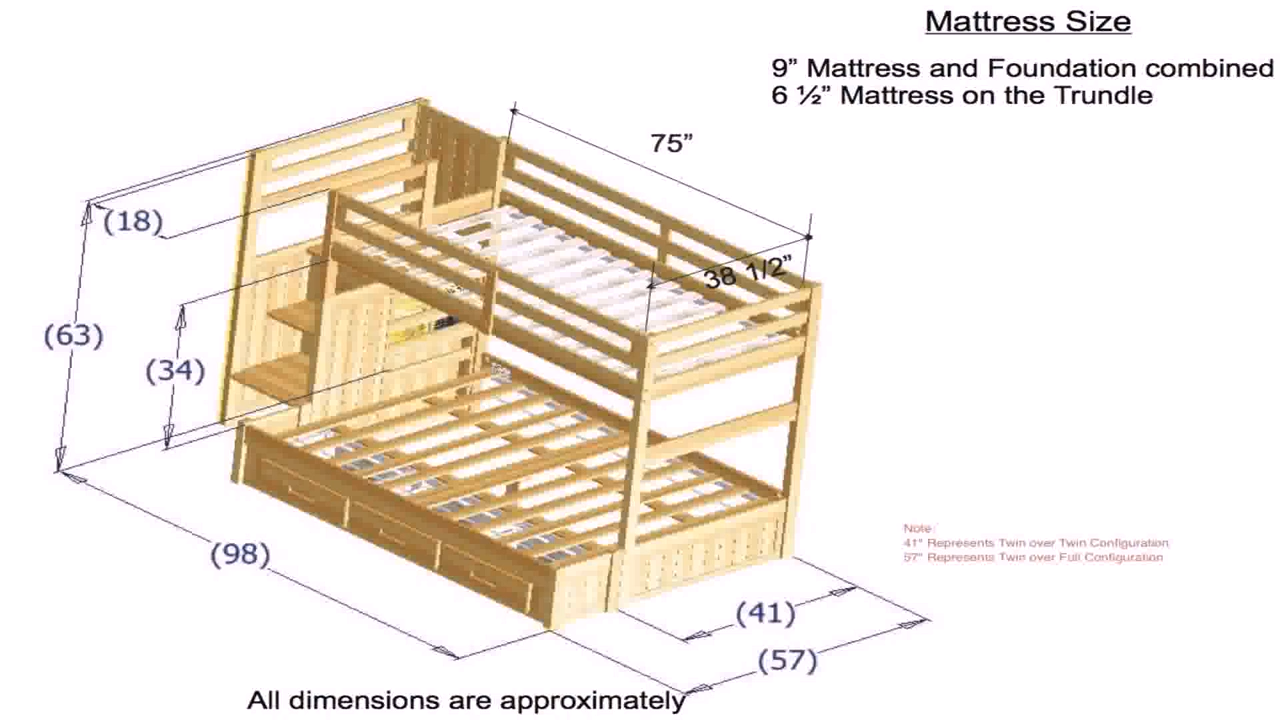 Mattress Size
9” Mattress and Foundation combined
6 ½” Mattress on the Trundle
75”
(18)
38 1/2”
(63)
(34)
(98)
Note:
41" Represents Twin over Twin Configuration
57" Represents Twin over Full Configuration
(41)
(57)
All dimensions are approximately